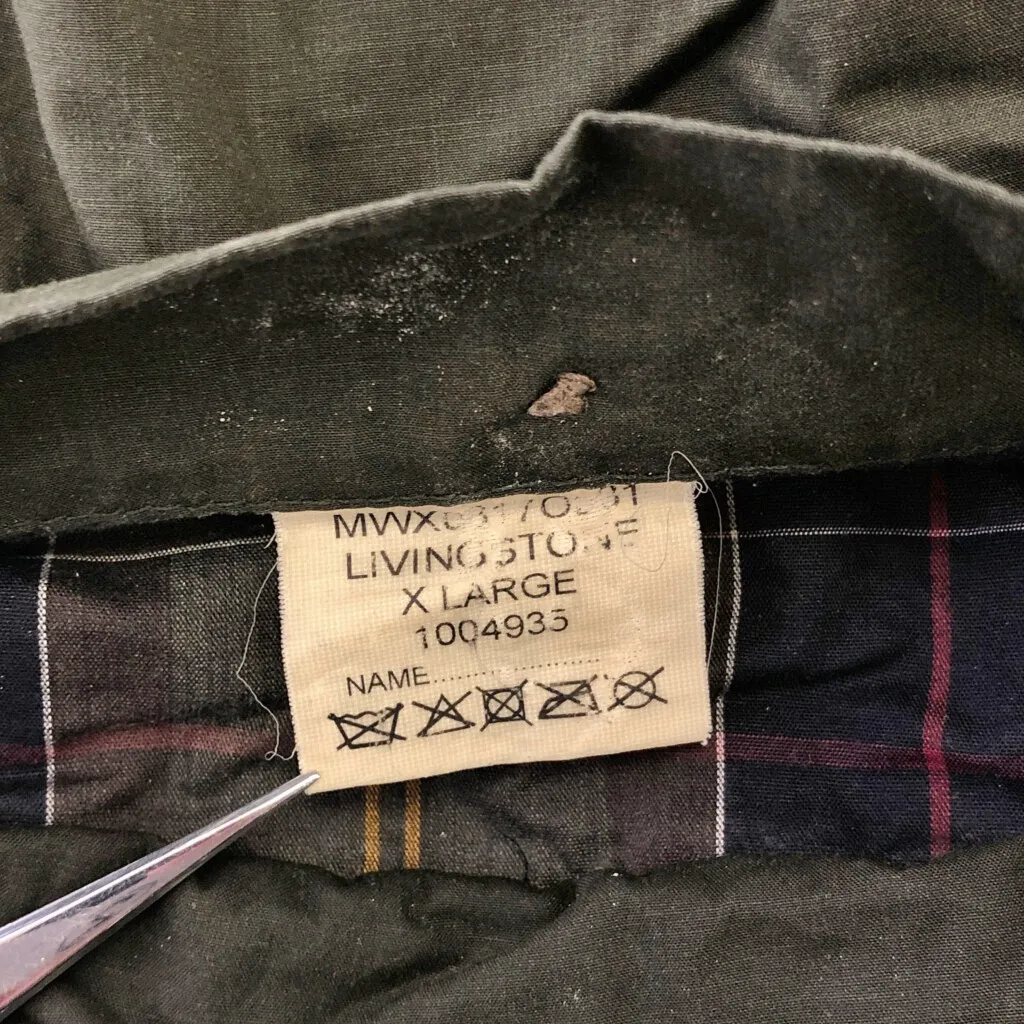 LIVINGSTONE
X LARGE
1004935
NAME..........................